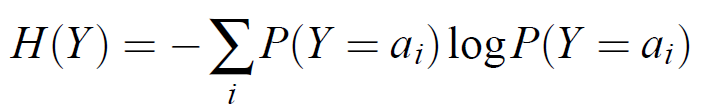 H(Y) = −∑_i P(Y = a_i) log P(Y = a_i)